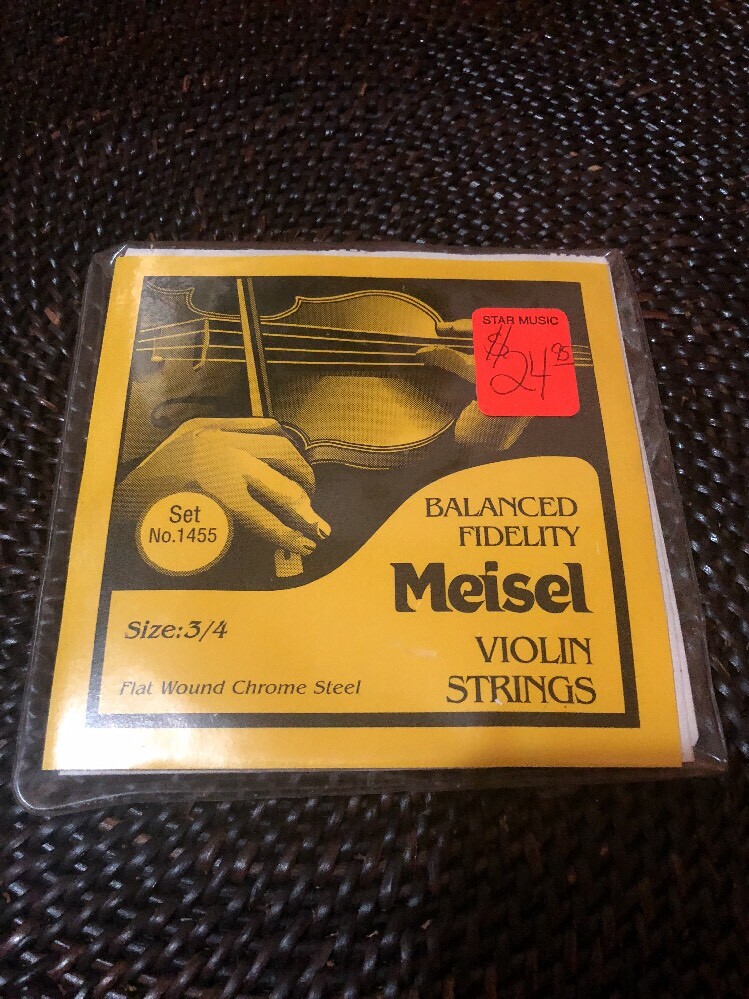 STAR MUSIC
$24.95
Set
No.1455
BALANCED
FIDELITY
Meisel
VIOLIN
STRINGS
Size:3/4
Flat Wound Chrome Steel